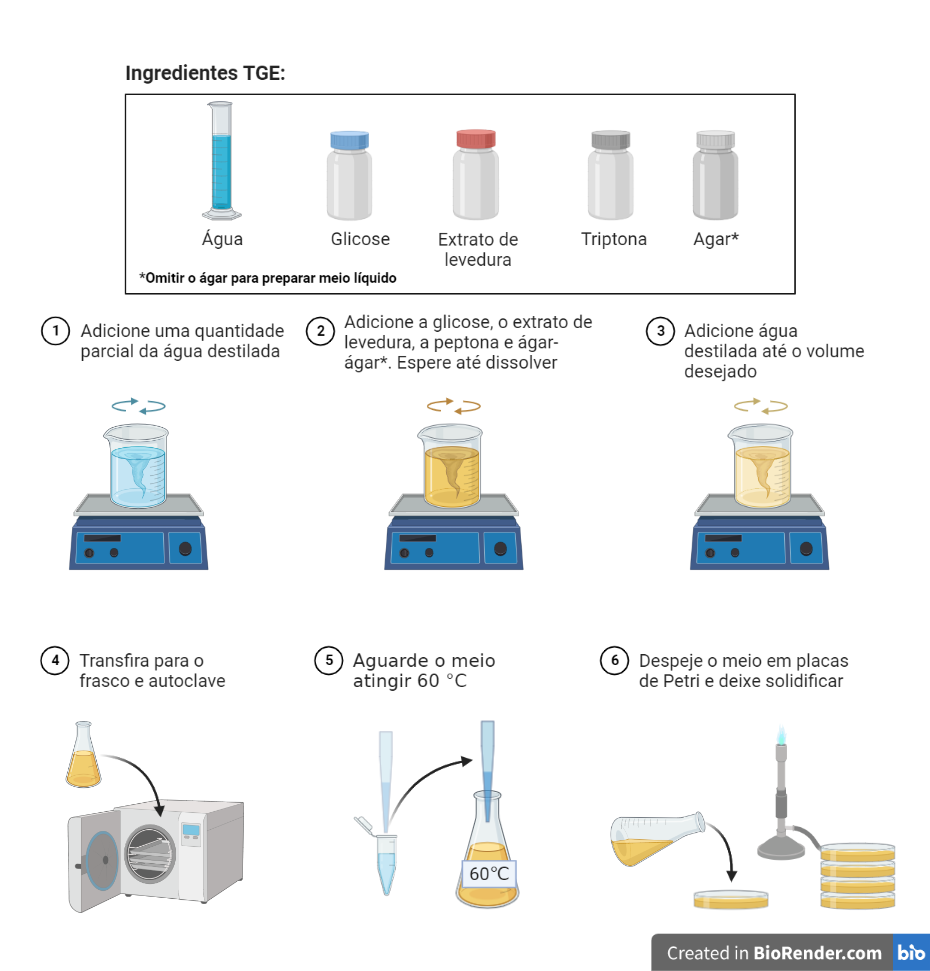 Ingredientes TGE:
Água
Glicose
Extrato de
levedura
Triptona
Agar*
*Omitir o ágar para preparar meio líquido
1
Adicione uma quantidade
parcial da água destilada
2
Adicione a glicose, o extrato de
levedura, a peptona e ágar-
ágar*. Espere até dissolver
3
Adicione água
destilada até o volume
desejado
4
Transfira para o
frasco e autoclave
5
Aguarde o meio
atingir 60 °C
6
Despeje o meio em placas
de Petri e deixe solidificar
60°C
Created in BioRender.com bio